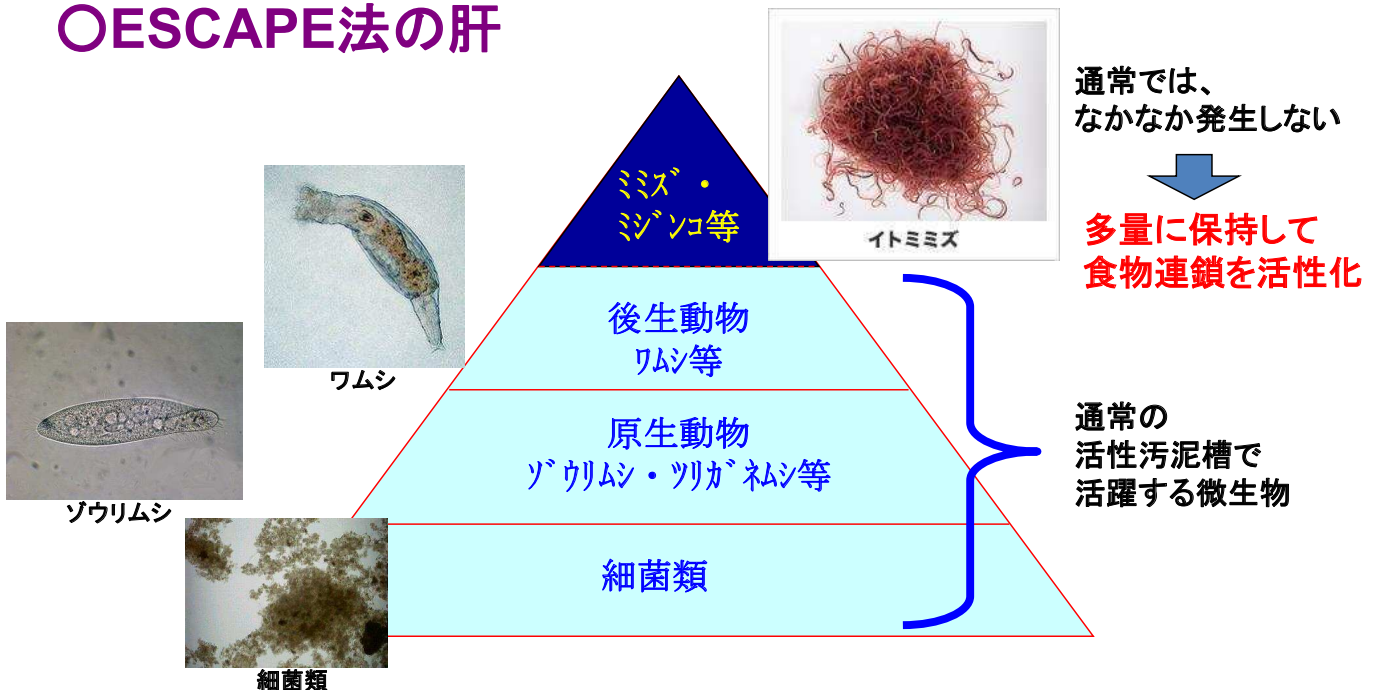 〇ESCAPE法の肝
ﾐﾐｽﾞ・
ﾐｼﾞﾝｺ等
イトミミズ
通常では、
なかなか発生しない
多量に保持して
食物連鎖を活性化
後生動物
ﾜﾑｼ等
ワムシ
原生動物
ｿﾞｳﾘﾑｼ・ﾂﾘｶﾞﾈﾑｼ等
ゾウリムシ
通常の
活性汚泥槽で
活躍する微生物
細菌類
細菌類